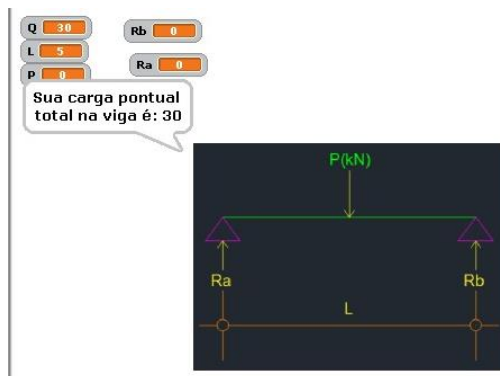 Q 30
L 5
P 0
Rb 0
Ra 0
Sua carga pontual
total na viga é: 30
P(kN)
Ra
Rb
L